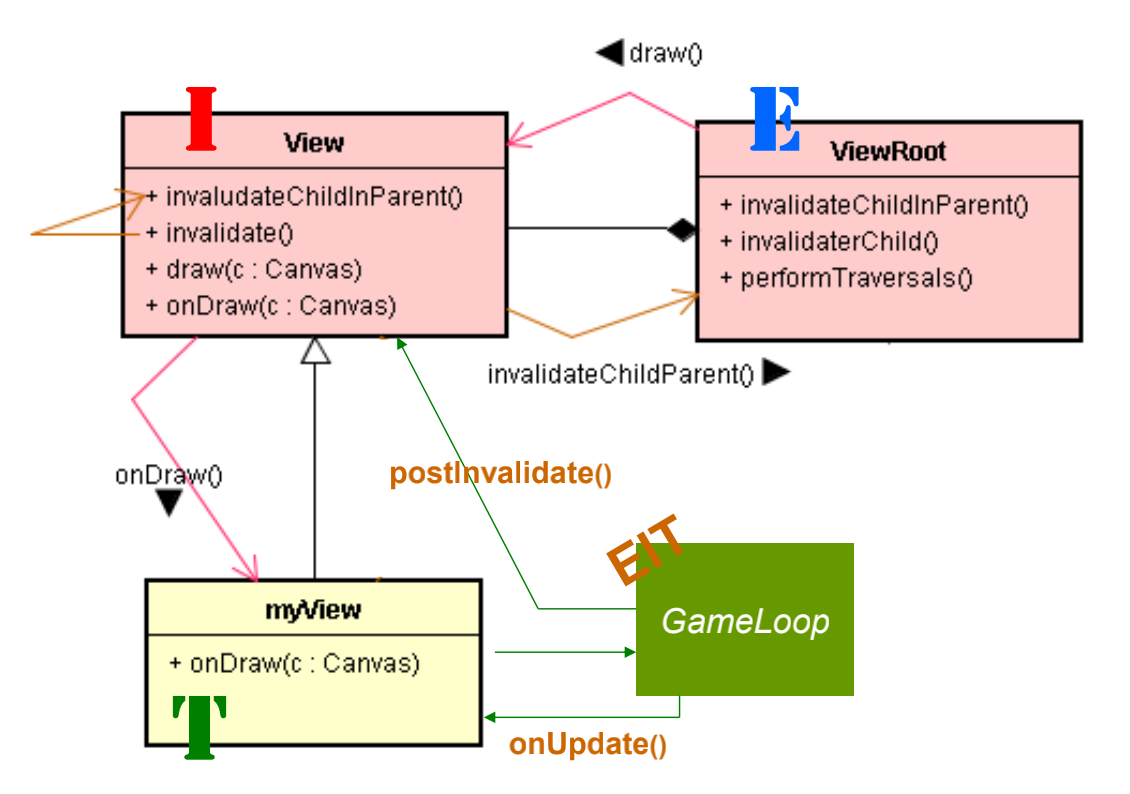 draw()
I
View
+ invaludateChildInParent()
+ invalidate()
+ draw(c : Canvas)
+ onDraw(c : Canvas)
E
ViewRoot
+ invalidateChildInParent()
+ invalidaterChild()
+ performTraversals()
invalidateChildParent()
onDraw()
postInvalidate()
EIT
GameLoop
myView
+ onDraw(c : Canvas)
T
onUpdate()